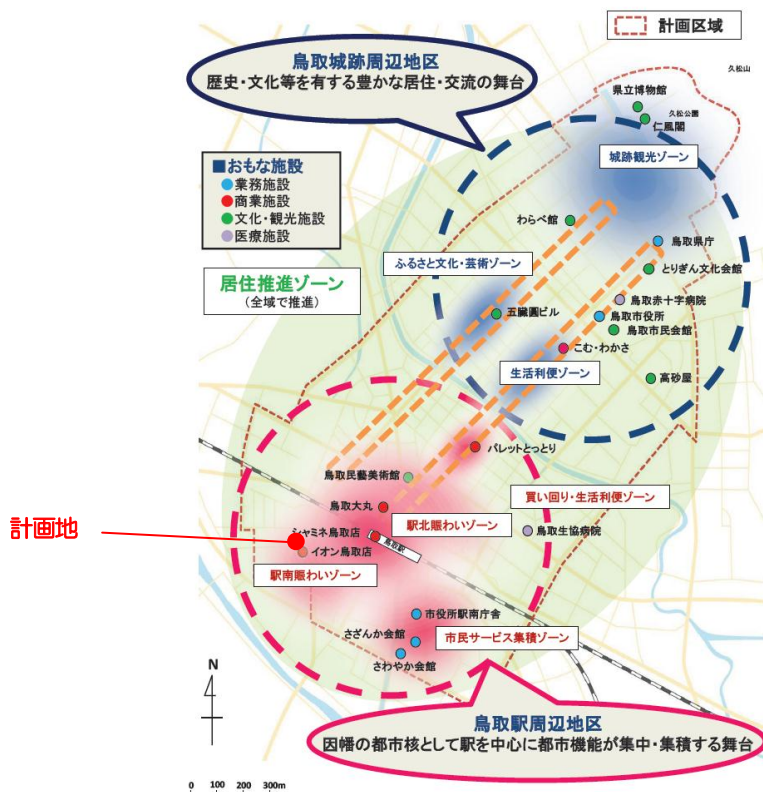 計画区域
鳥取城跡周辺地区
歴史・文化等を有する豊かな居住・交流の舞台
久松山
県立博物館
久松公園
仁風閣
城跡観光ゾーン
■おもな施設
業務施設
商業施設
文化・観光施設
医療施設
わらべ館
鳥取県庁
ふるさと文化・芸術ゾーン
とりぎん文化会館
居住推進ゾーン
（全域で推進）
鳥取赤十字病院
五臓圓ビル
鳥取市役所
鳥取市民会館
こむ・わかさ
生活利便ゾーン
高砂屋
パレットとっとり
鳥取民藝美術館
買い回り・生活利便ゾーン
鳥取大丸
計画地
シャミネ鳥取店
駅北賑わいゾーン
鳥取生協病院
鳥取駅
イオン鳥取店
駅南賑わいゾーン
市役所駅南庁舎
さざんか会館
市民サービス集積ゾーン
さわやか会館
N
鳥取駅周辺地区
因幡の都市核として駅を中心に都市機能が集中・集積する舞台
0 100 200 300m